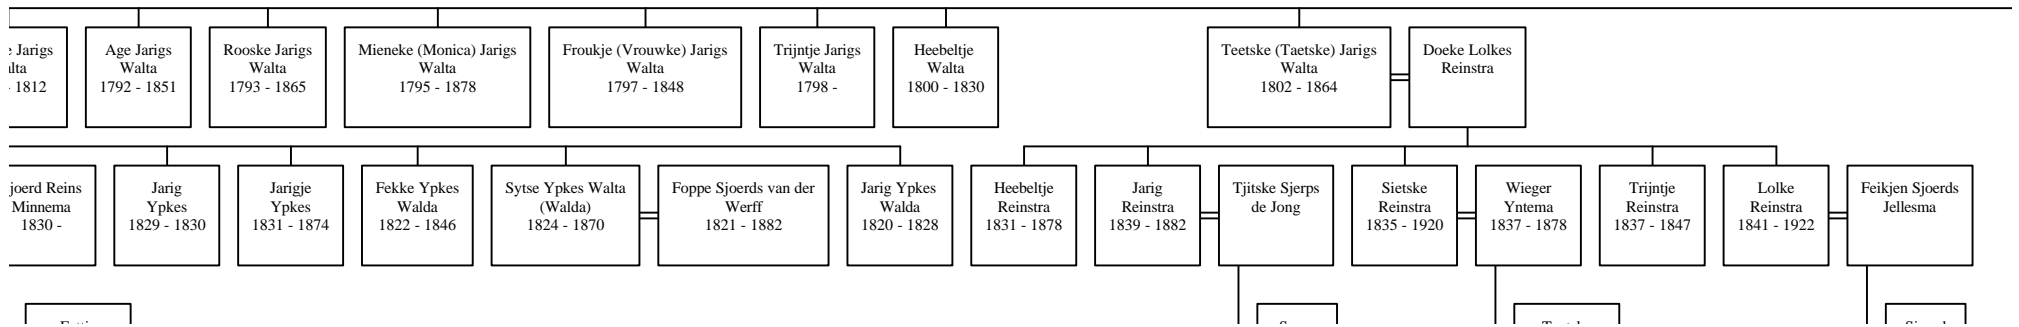 Jarigs
- 1812
Age Jarigs
Walta
1792 - 1851
Rooske Jarigs
Walta
1793 - 1865
Mieneke (Monica) Jarigs
Walta
1795 - 1878
Froukje (Vrouwke) Jarigs
Walta
1797 - 1848
Trijntje Jarigs
Walta
1798 -
Heebeltje
Walta
1800 - 1830
Teetske (Taetske) Jarigs
Walta
1802 - 1864
Doeke Lolkes
Reinstra
joerd Reins
Minnema
1830 -
Jarig
Ypkes
1829 - 1830
Jarigje
Ypkes
1831 - 1874
Fekke Ypkes
Walda
1822 - 1846
Sytse Ypkes Walta
(Walda)
1824 - 1870
Foppe Sjoerds van der
Werff
1821 - 1882
Jarig Ypkes
Walda
1820 - 1828
Heebeltje
Reinstra
1831 - 1878
Jarig
Reinstra
1839 - 1882
Tjitske Sjerps
de Jong
Sietske
Reinstra
1835 - 1920
Wieger
Yntema
1837 - 1878
Trijntje
Reinstra
1837 - 1847
Lolke
Reinstra
1841 - 1922
Feikjen Sjoerds
Jellesma